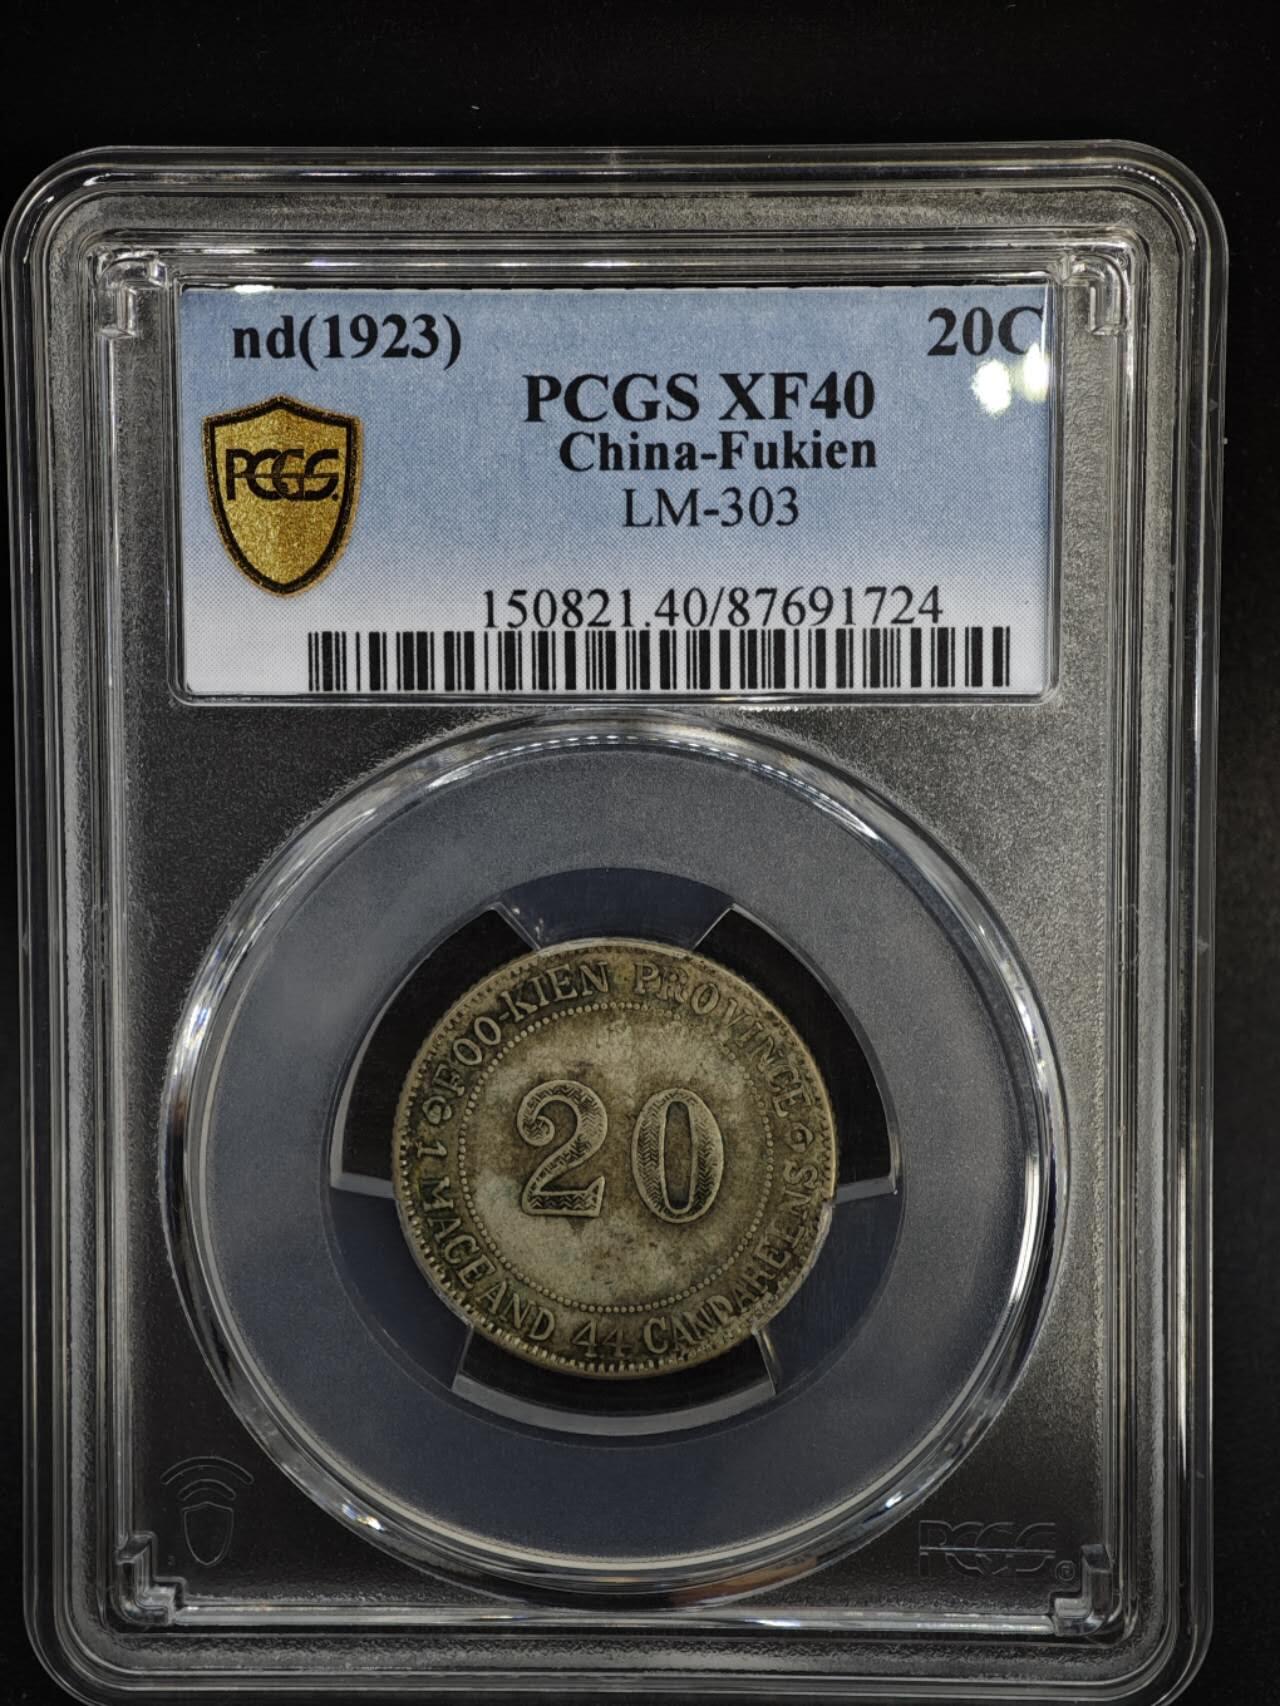 nd(1923)
20C
PCGS XF40
China-Fukien
LM-303
PCGS
150821.40/87691724
FOO-KIEN PROVINCE
20
1 MACE AND 44 CANDAREENS
PCGS